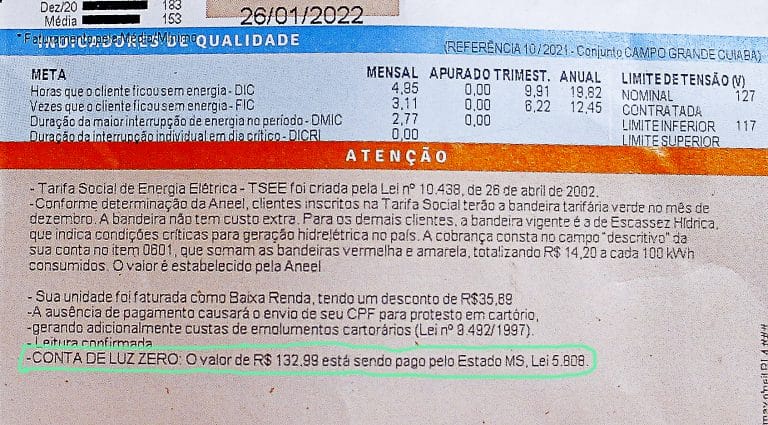 Dez/20 183
Média 153
26/01/2022
* Faturamento pela Média/Mínimo
INDICADORES DE QUALIDADE
(REFERÊNCIA 10/2021 - Conjunto CAMPO GRANDE CUIABA)
META MENSAL APURADO TRIMEST. ANUAL LIMITE DE TENSÃO (V)
Horas que o cliente ficou sem energia - DIC 4,95 0,00 9,91 19,82 NOMINAL 127
Vezes que o cliente ficou sem energia - FIC 3,11 0,00 6,22 12,45 CONTRATADA
Duração da maior interrupção de energia no período - DMIC 2,77 0,00 LIMITE INFERIOR 117
Duração da interrupção individual em dia crítico - DICRI 0,00 LIMITE SUPERIOR
ATENÇÃO
- Tarifa Social de Energia Elétrica - TSEE foi criada pela Lei nº 10.438, de 26 de abril de 2002.
-Conforme determinação da Aneel, clientes inscritos na Tarifa Social terão a bandeira tarifária verde no mês de
dezembro. A bandeira não tem custo extra. Para os demais clientes, a bandeira vigente é a de Escassez Hídrica,
que indica condições críticas para geração hidrelétrica no país. A cobrança consta no campo "descritivo" da
sua conta no item 0601, que somam as bandeiras vermelha e amarela, totalizando R$ 14,20 a cada 100 kWh
consumidos. O valor é estabelecido pela Aneel
- Sua unidade foi faturada como Baixa Renda, tendo um desconto de R$35,89
-A ausência de pagamento causará o envio de seu CPF para protesto em cartório,
-gerando adicionalmente custas de emolumentos cartorários (Lei nº 9.492/1997).
- Leitura confirmada
-CONTA DE LUZ ZERO: O valor de R$ 132,99 está sendo pago pelo Estado MS, Lei 5.808.